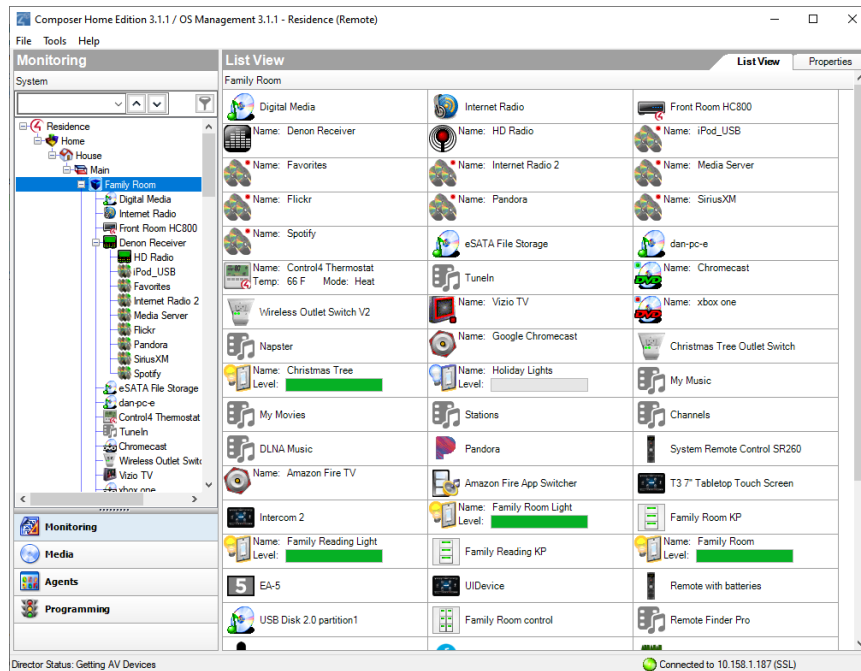 Composer Home Edition 3.1.1 / OS Management 3.1.1 - Residence (Remote)
File Tools Help
Monitoring
System
Residence
Home
House
Main
Family Room
Digital Media
Internet Radio
Front Room HC800
Denon Receiver
HD Radio
iPod_USB
Favorites
Internet Radio 2
Media Server
Flickr
Pandora
SiriusXM
Spotify
eSATA File Storage
dan-pc-e
Control4 Thermostat
TuneIn
Chromecast
Wireless Outlet Switc
Vizio TV
xbox one
Monitoring
Media
Agents
Programming
List View
List View Properties
Family Room
Digital Media Internet Radio Front Room HC800
Name: Denon Receiver Name: HD Radio Name: iPod_USB
Name: Favorites Name: Internet Radio 2 Name: Media Server
Name: Flickr Name: Pandora Name: SiriusXM
Name: Spotify eSATA File Storage dan-pc-e
Name: Control4 Thermostat TuneIn Name: Chromecast
Temp: 66 F Mode: Heat
Wireless Outlet Switch V2 Name: Vizio TV Name: xbox one
Napster Name: Google Chromecast Christmas Tree Outlet Switch
Name: Christmas Tree Name: Holiday Lights My Music
Level: Level:
My Movies Stations Channels
DLNA Music Pandora System Remote Control SR260
Name: Amazon Fire TV Amazon Fire App Switcher T3 7" Tabletop Touch Screen
Intercom 2 Name: Family Room Light Family Room KP
Level:
Name: Family Reading Light Family Reading KP Name: Family Room
Level: Level:
5 EA-5 UIDevice Remote with batteries
USB Disk 2.0 partition1 Family Room control Remote Finder Pro
Director Status: Getting AV Devices Connected to 10.158.1.187 (SSL)